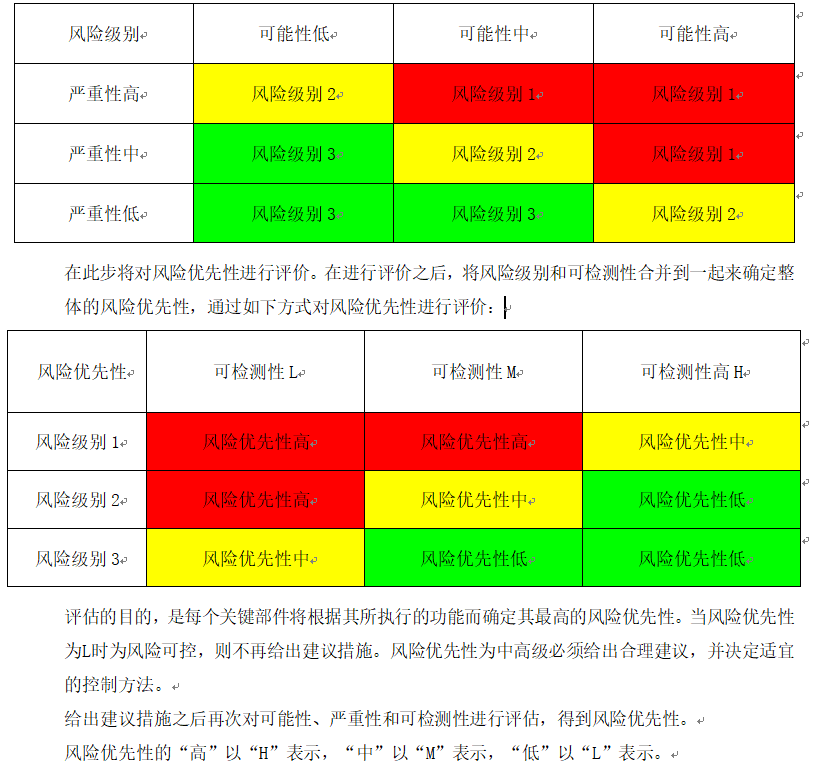 风险级别 可能性低 可能性中 可能性高
严重性高 风险级别 2 风险级别 1 风险级别 1
严重性中 风险级别 3 风险级别 2 风险级别 1
严重性低 风险级别 3 风险级别 3 风险级别 2
在此步将对风险优先性进行评价。在进行评价之后，将风险级别和可检测性合并到一起来确定整
体的风险优先性，通过如下方式对风险优先性进行评价：
风险优先性 可检测性 L 可检测性 M 可检测性高 H
风险级别 1 风险优先性高 风险优先性高 风险优先性中
风险级别 2 风险优先性高 风险优先性中 风险优先性低
风险级别 3 风险优先性中 风险优先性低 风险优先性低
评估的目的，是每个关键部件将根据其所执行的功能而确定其最高的风险优先性。当风险优先性
为L时为风险可控，则不再给出建议措施。风险优先性为中高级必须给出合理建议，并决定适宜
的控制方法。
给出建议措施之后再次对可能性、严重性和可检测性进行评估，得到风险优先性。
风险优先性的“高”以“H”表示，“中”以“M”表示，“低”以“L”表示。